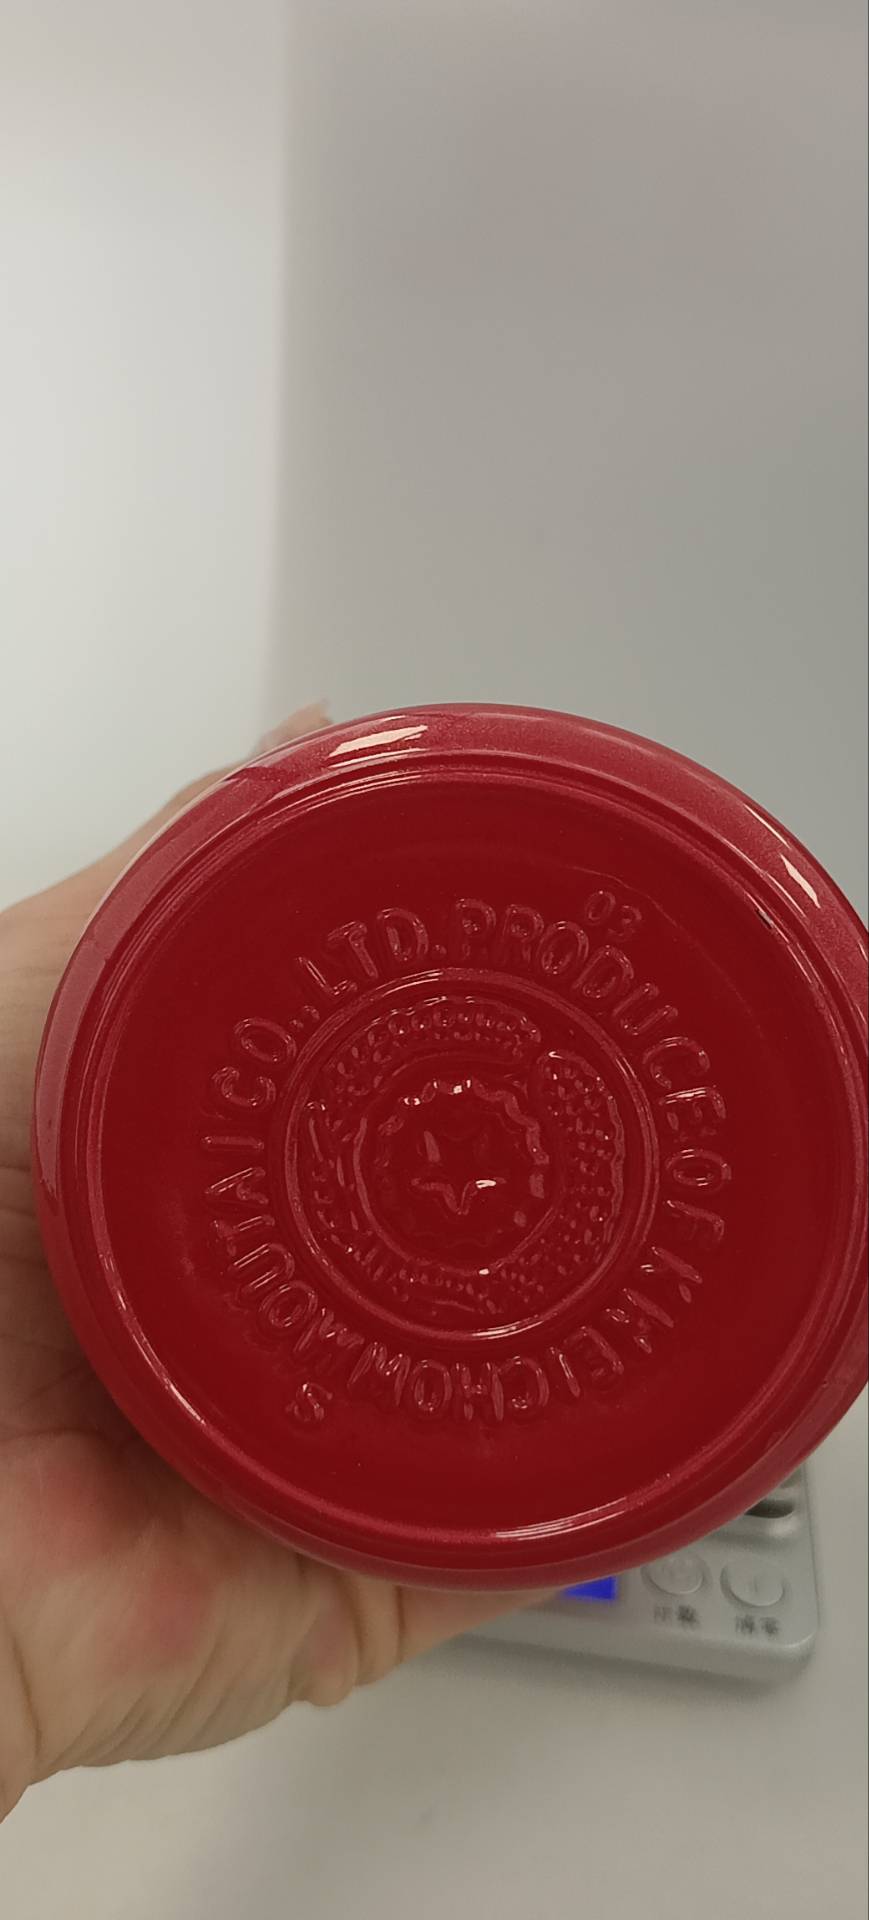 03
PRODUCE OF KWEICHOW MOUTAI CO., LTD.
S